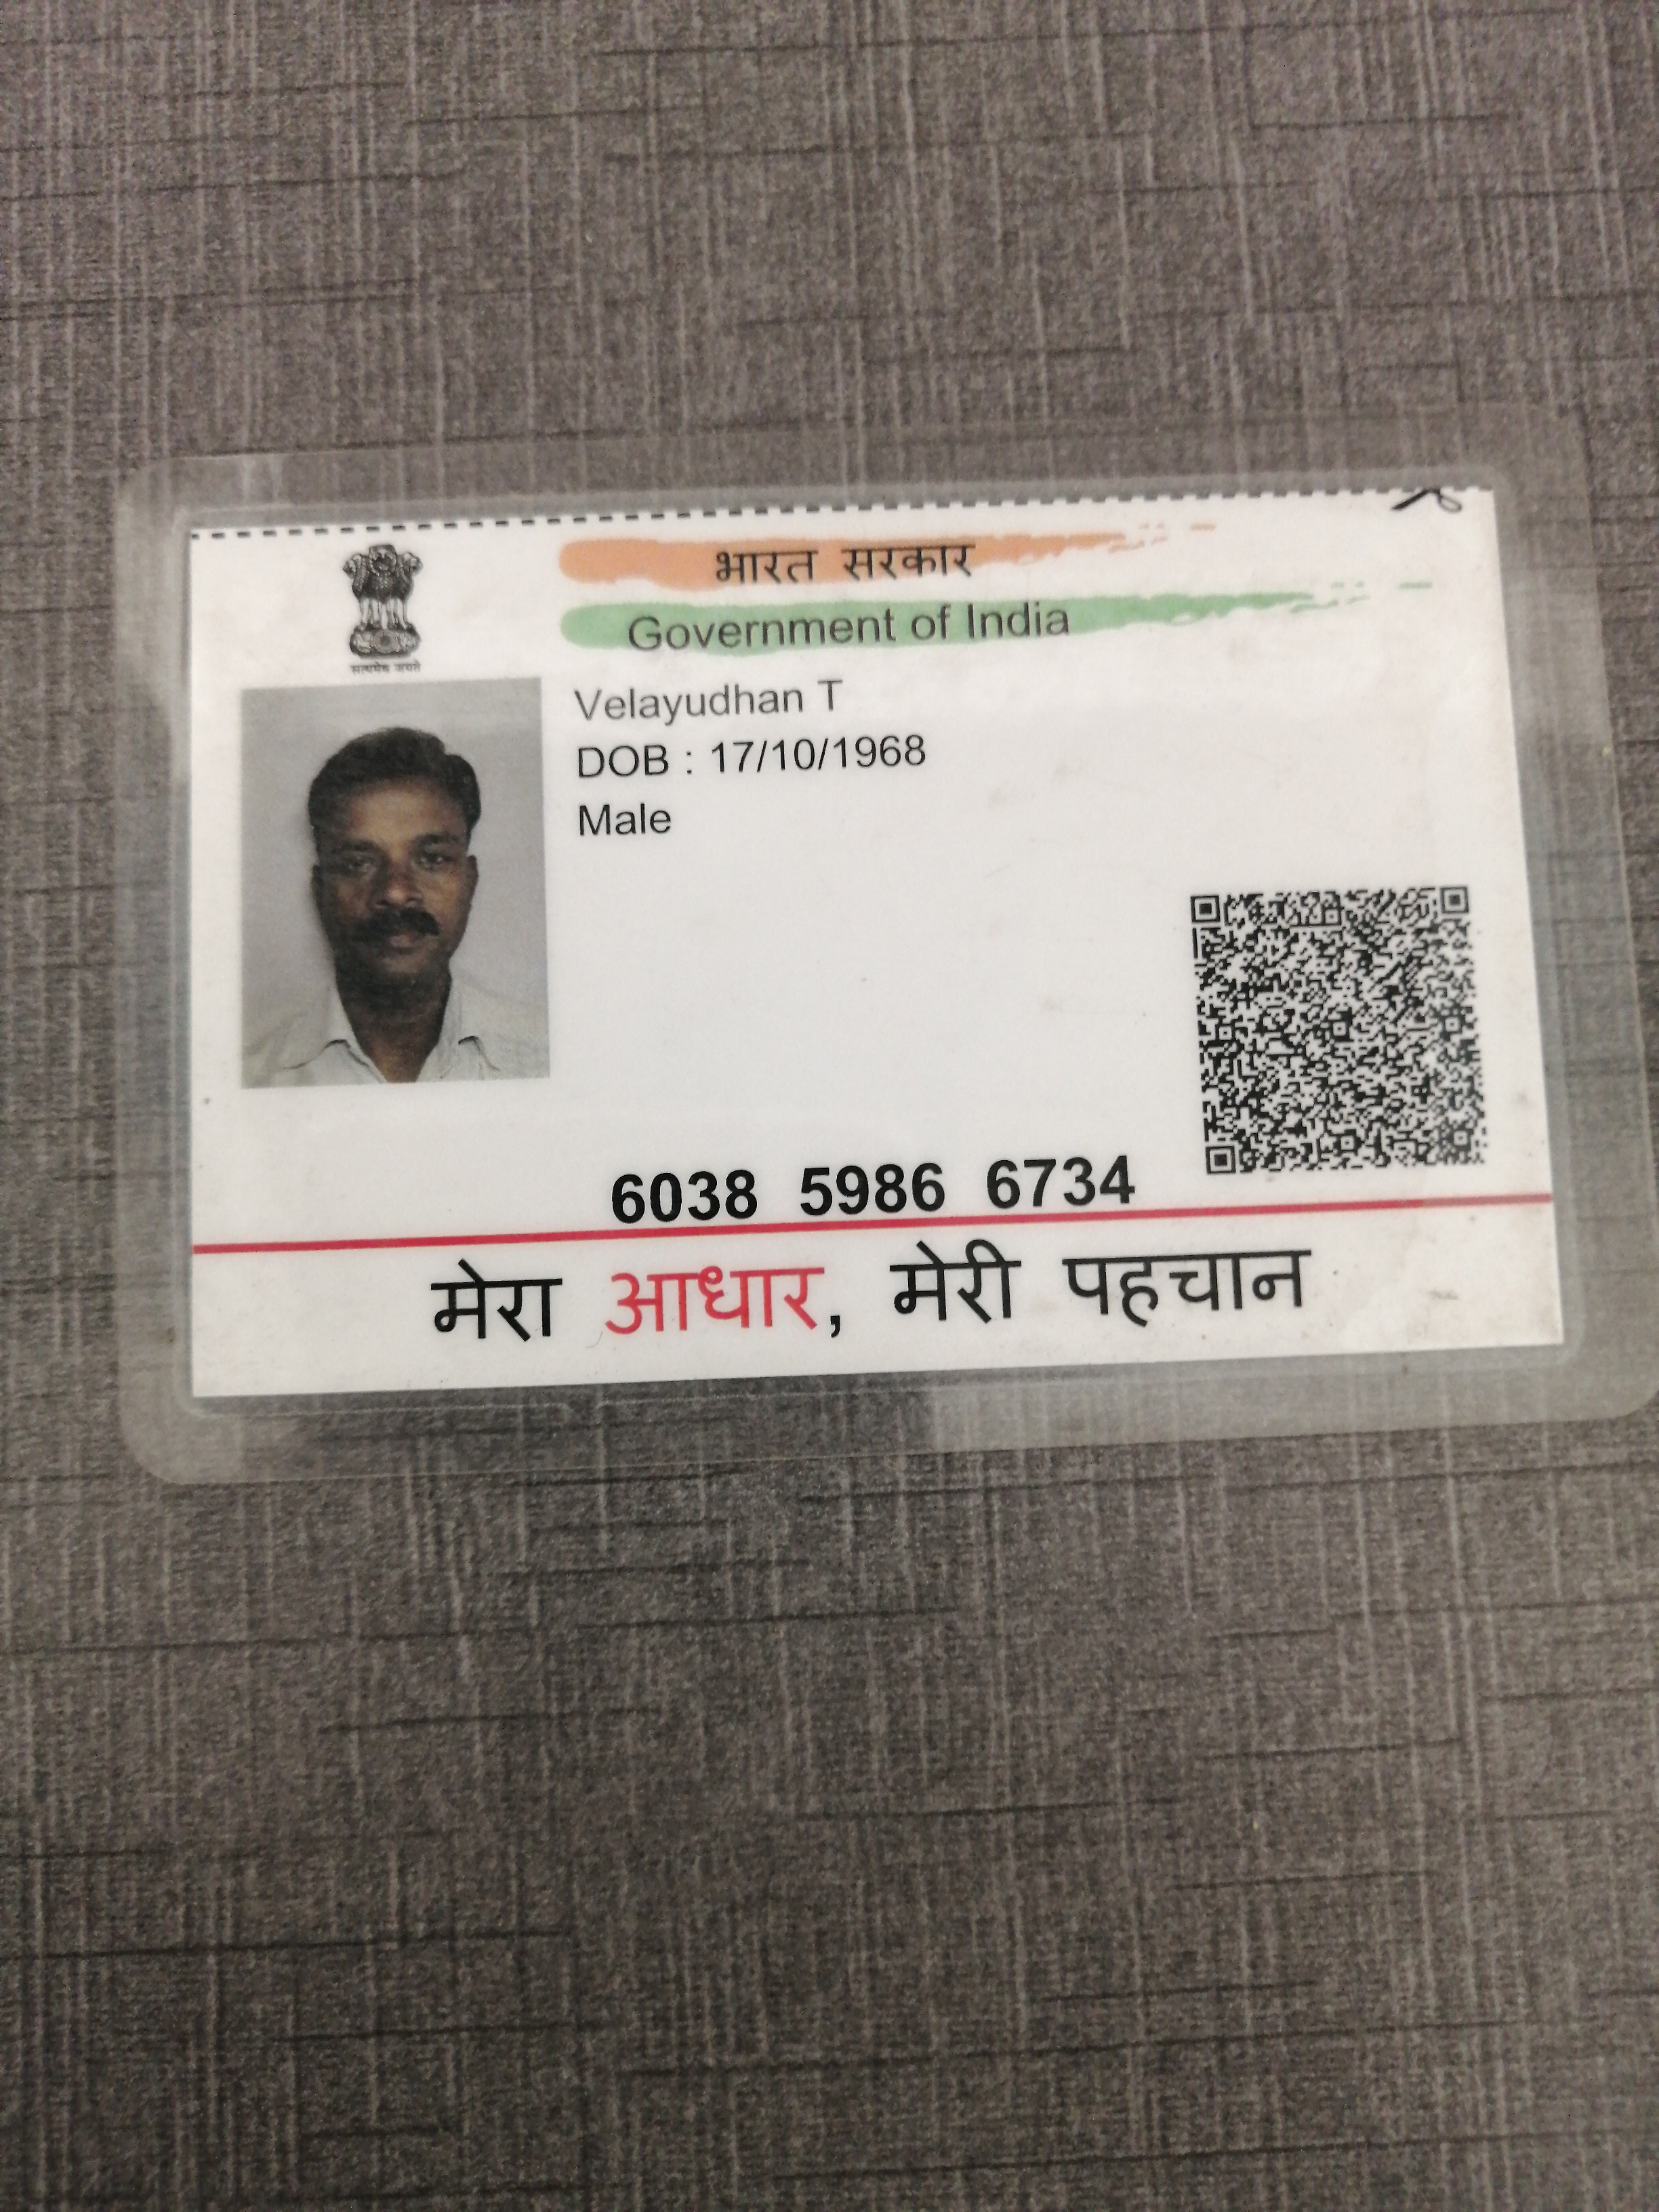 भारत सरकार
Government of India
सत्यमेव जयते
Velayudhan T
DOB : 17/10/1968
Male
6038 5986 6734
मेरा आधार, मेरी पहचान